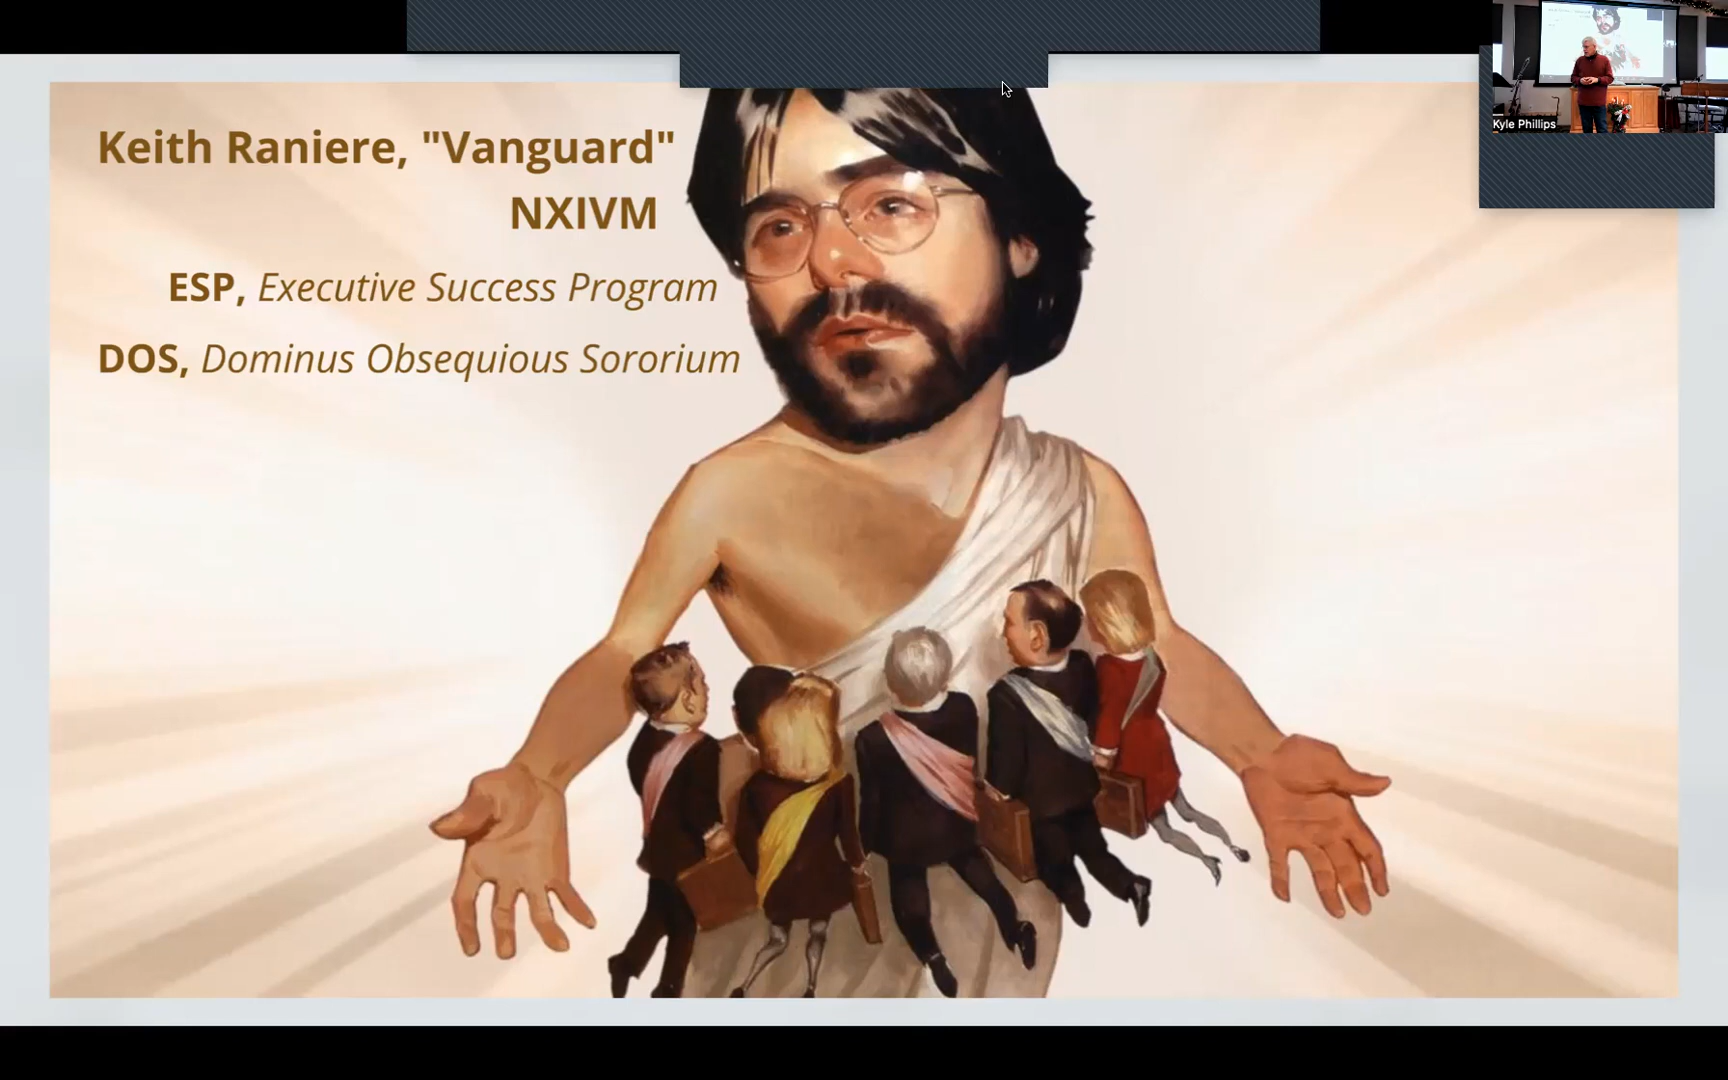 Keith Raniere, "Vanguard"
NXIVM
ESP, Executive Success Program
DOS, Dominus Obsequious Sororium
Kyle Phillips